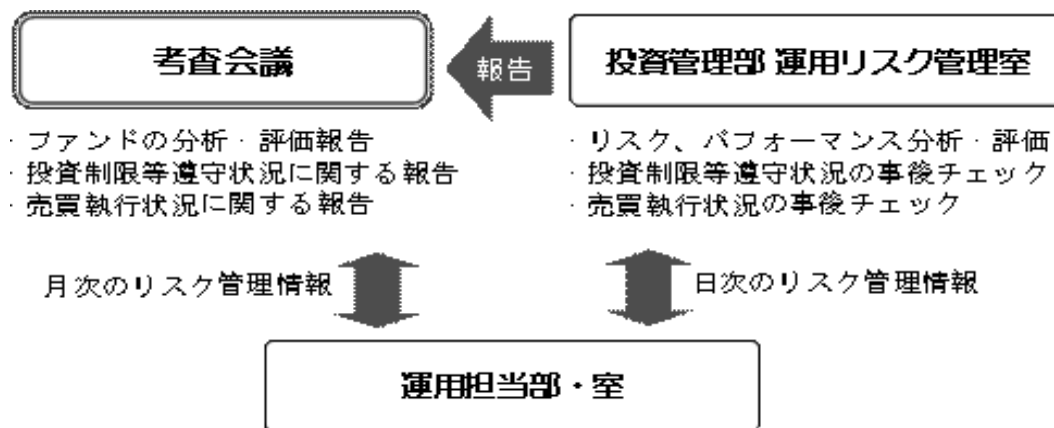 考査会議
報告
投資管理部 運用リスク管理室
・ファンドの分析・評価報告
・投資制限等遵守状況に関する報告
・売買執行状況に関する報告
・リスク、パフォーマンス分析・評価
・投資制限等遵守状況の事後チェック
・売買執行状況の事後チェック
月次のリスク管理情報
日次のリスク管理情報
運用担当部・室